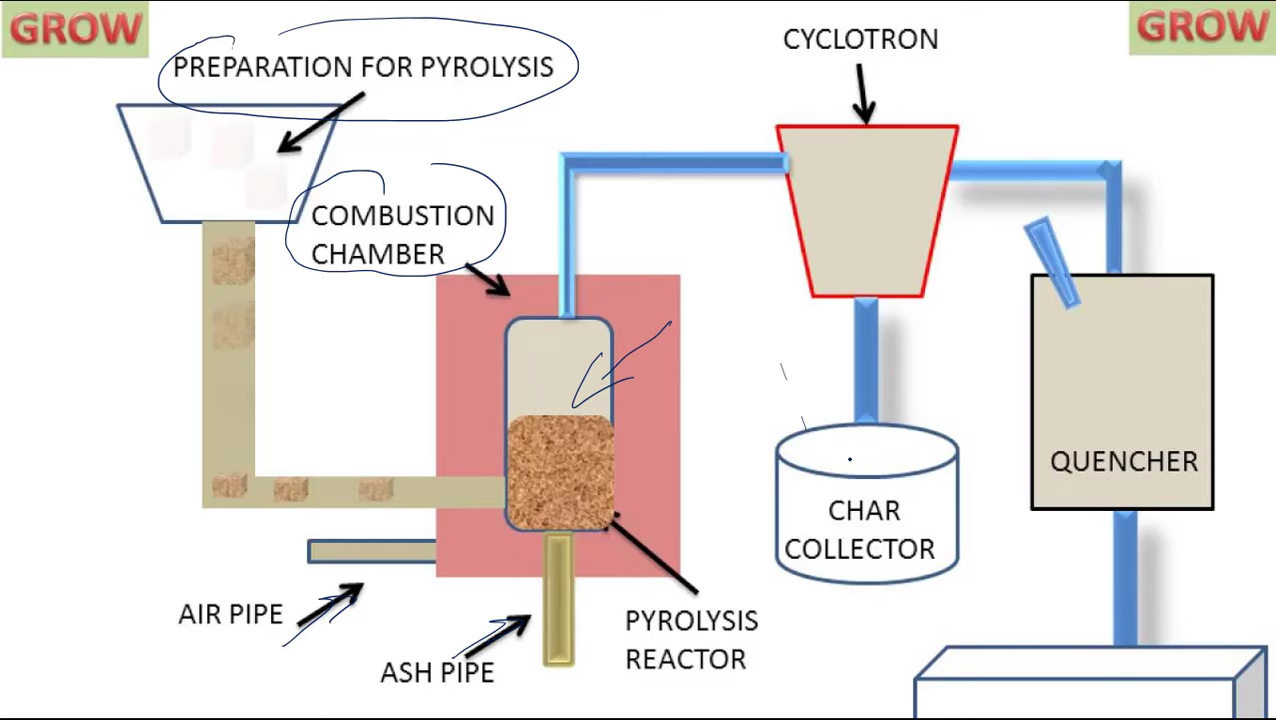 GROW
GROW
PREPARATION FOR PYROLYSIS
CYCLOTRON
COMBUSTION
CHAMBER
QUENCHER
CHAR
COLLECTOR
AIR PIPE
ASH PIPE
PYROLYSIS
REACTOR